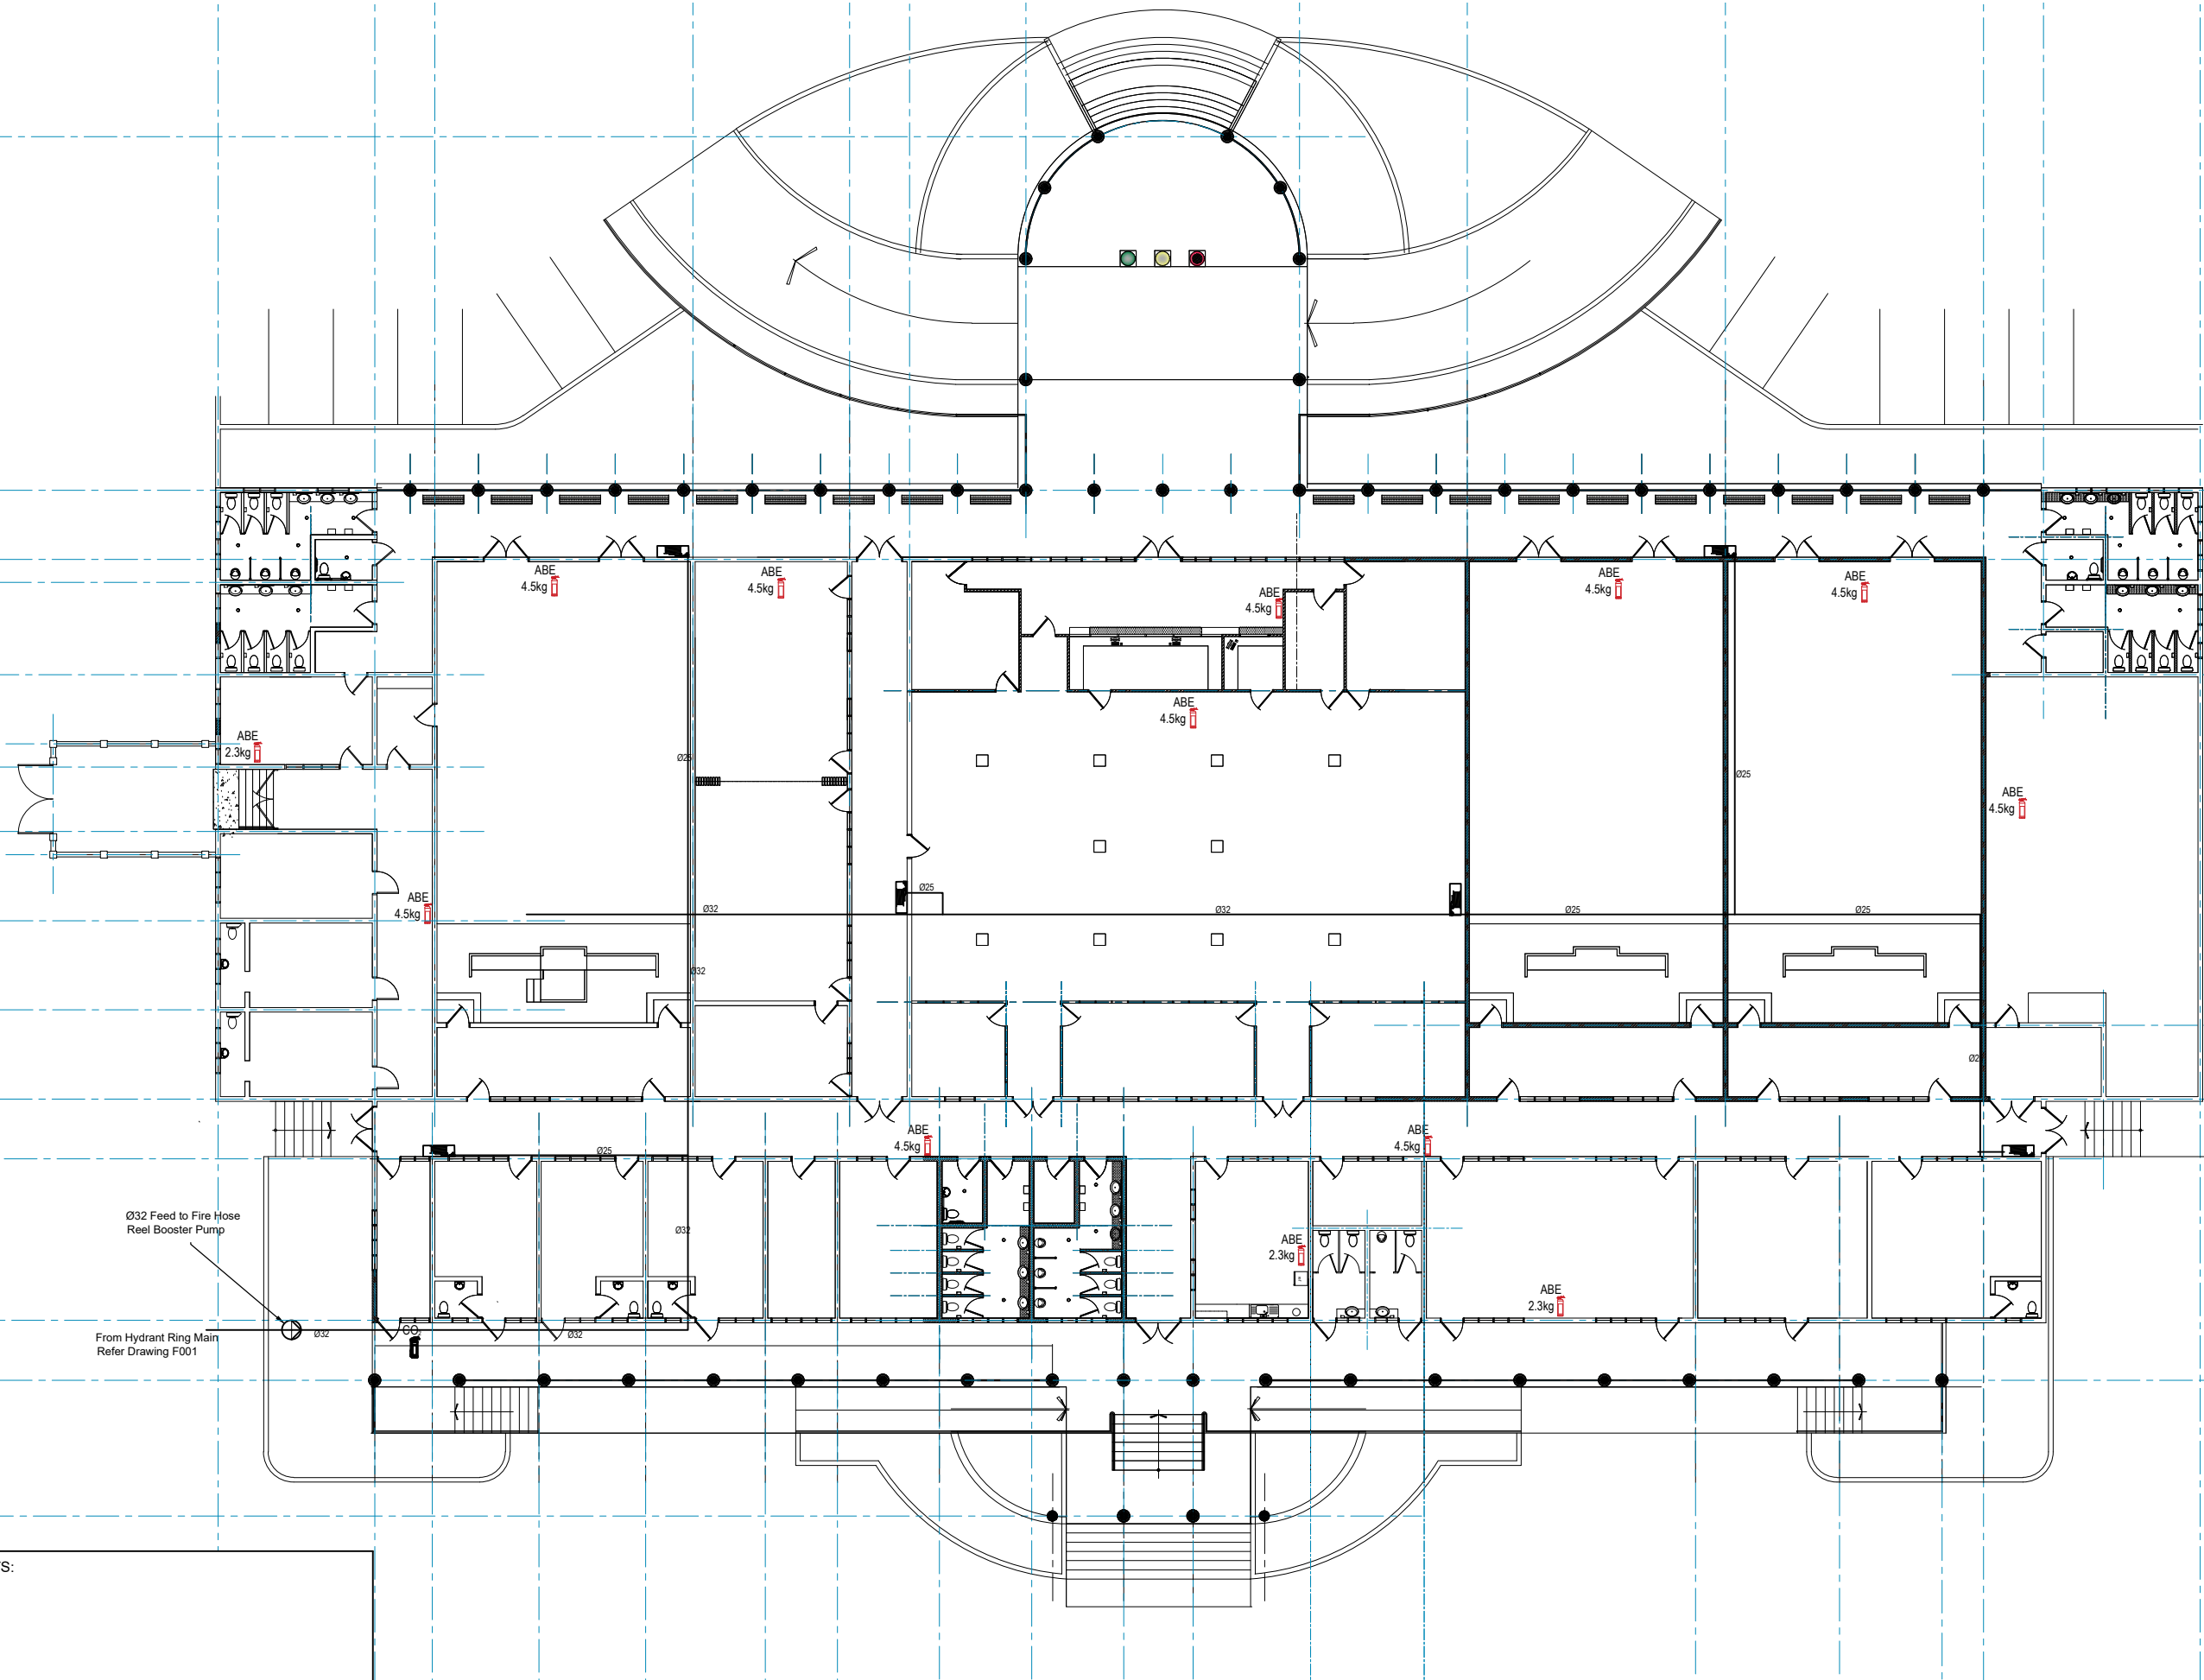 ABE
4.5kg
ABE
4.5kg
ABE
4.5kg
ABE
4.5kg
ABE
4.5kg
ABE
4.5kg
ABE
2.3kg
Ø25
Ø25
ABE
4.5kg
ABE
4.5kg
Ø25
Ø32
Ø32
Ø25
Ø25
Ø32
ABE
4.5kg
ABE
4.5kg
Ø25
Ø32 Feed to Fire Hose
Reel Booster Pump
Ø32
ABE
2.3kg
ABE
2.3kg
From Hydrant Ring Main
Refer Drawing F001
Ø32
CO
Ø32
S: